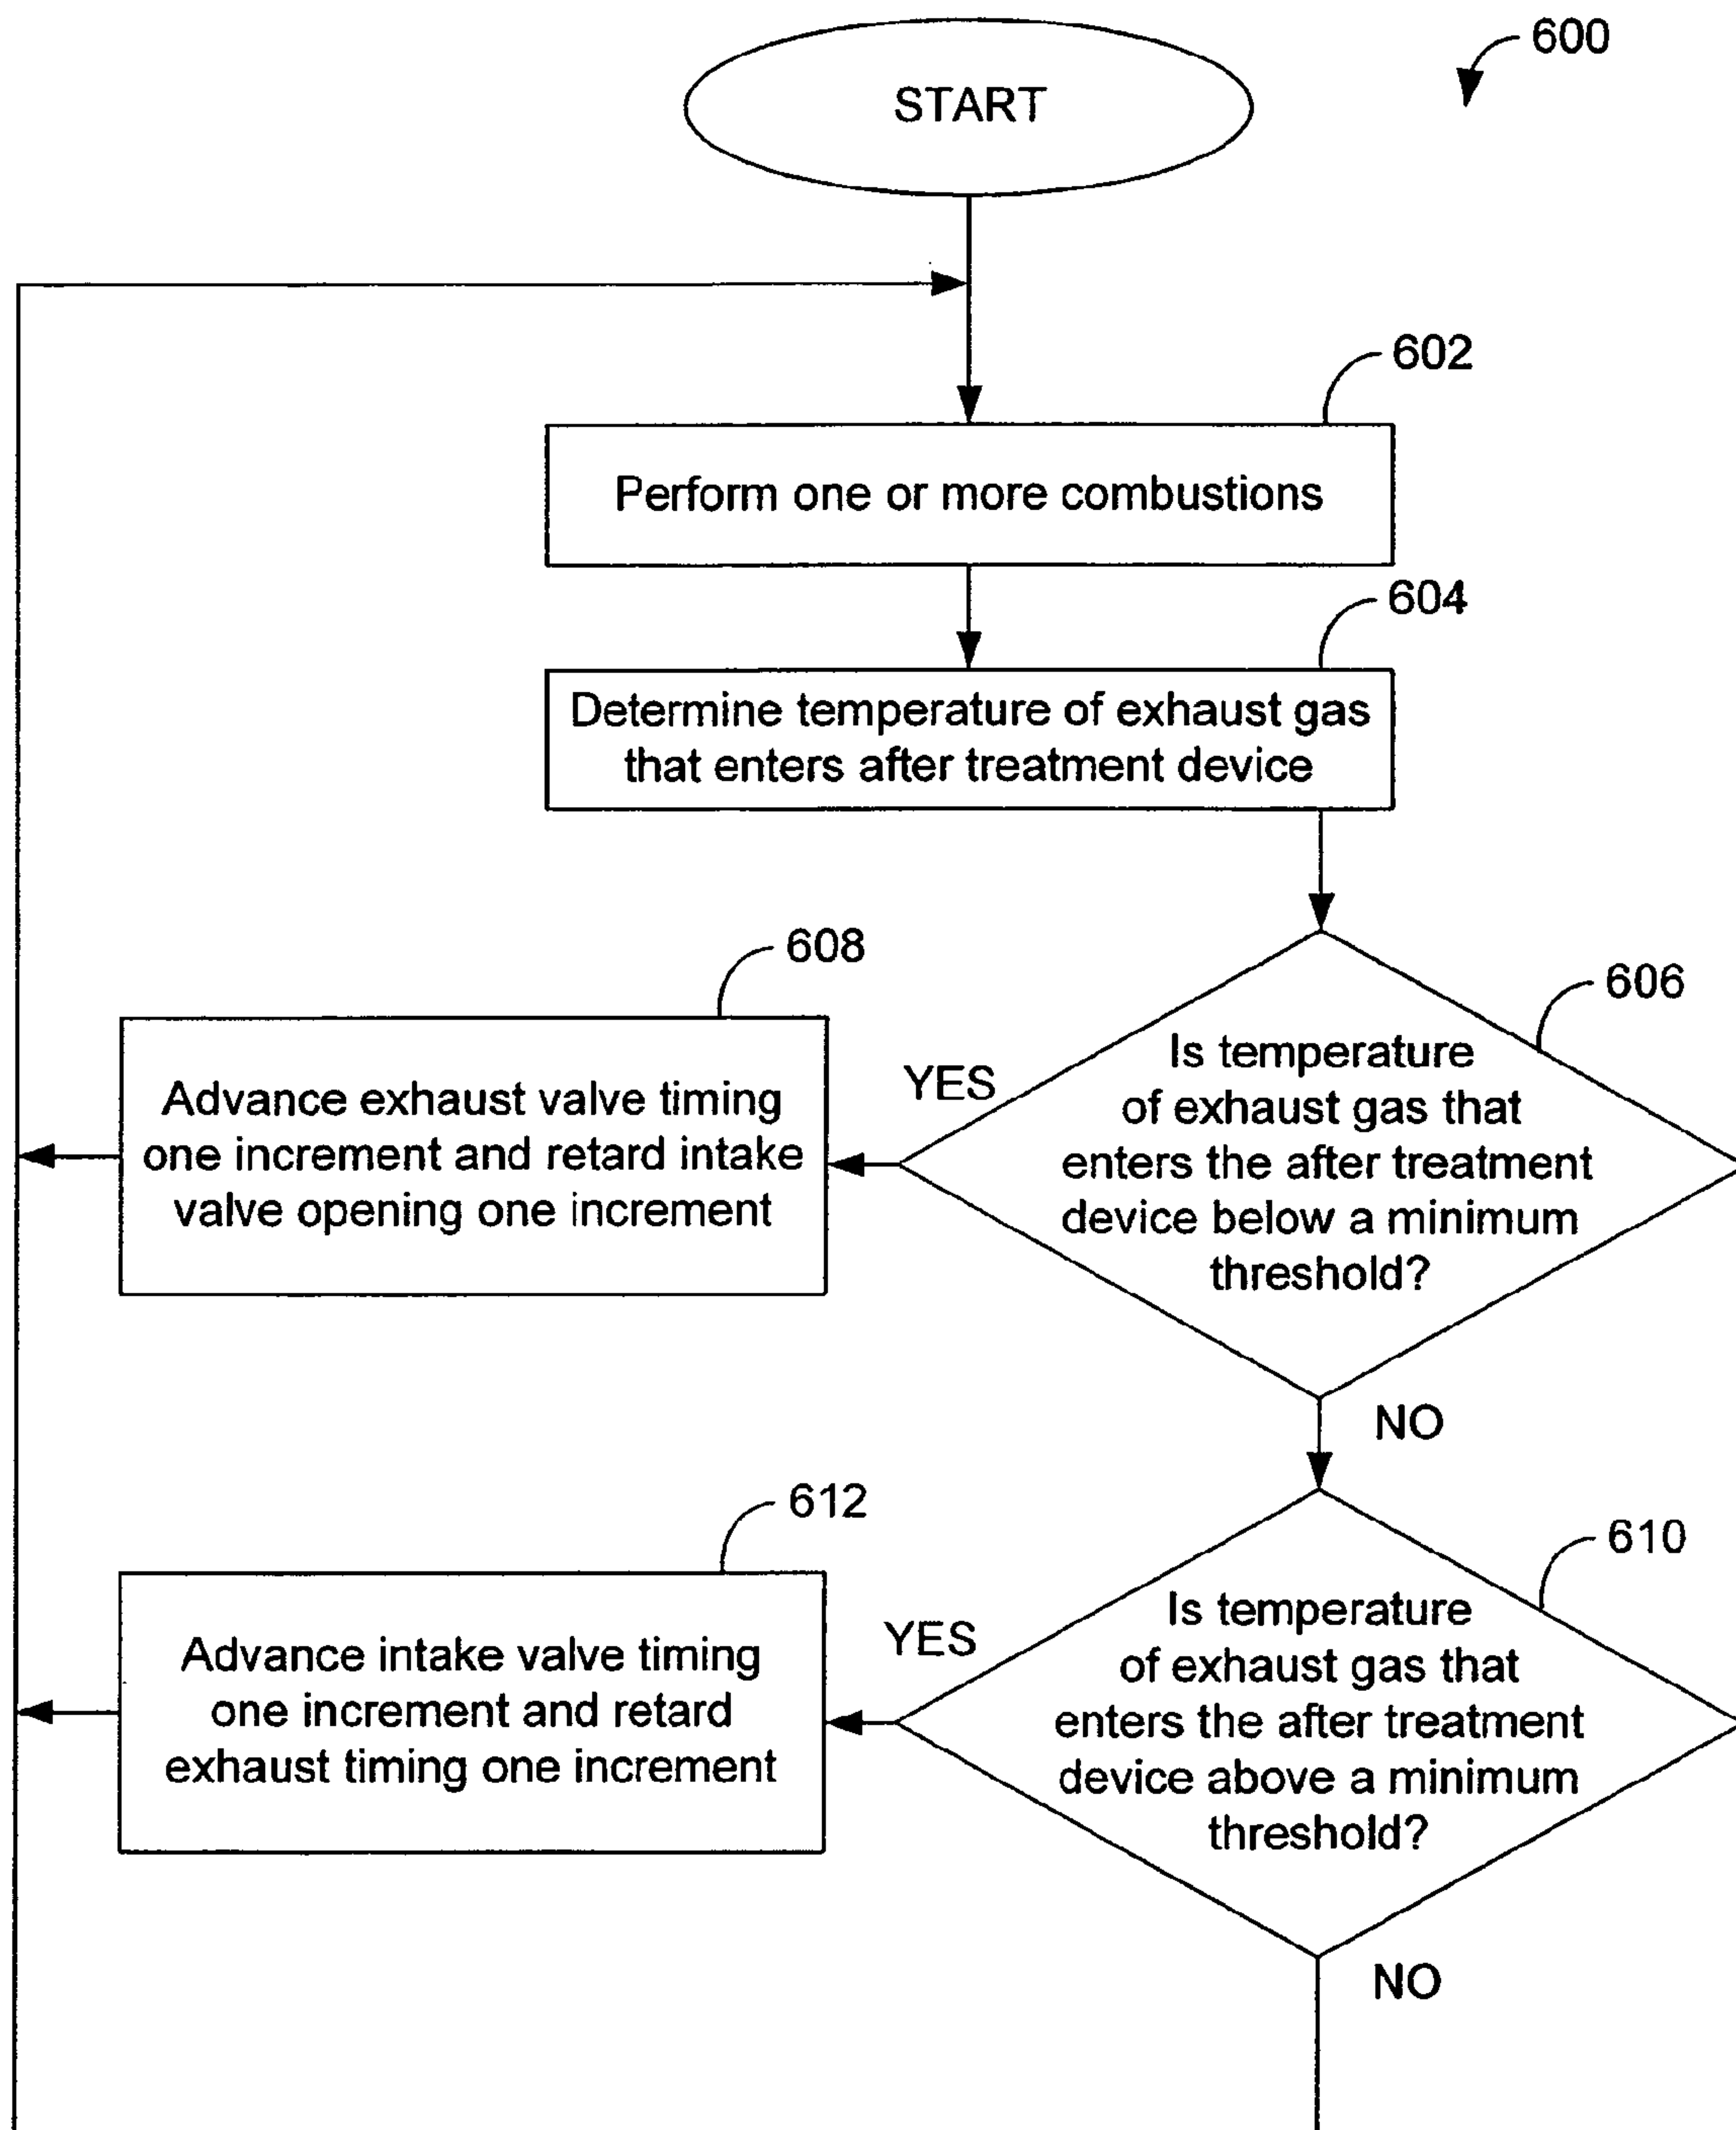 START
600
602
Perform one or more combustions
604
Determine temperature of exhaust gas
that enters after treatment device
608
606
Advance exhaust valve timing
one increment and retard intake
valve opening one increment
YES
Is temperature
of exhaust gas that
enters the after treatment
device below a minimum
threshold?
NO
612
610
Advance intake valve timing
one increment and retard
exhaust timing one increment
YES
Is temperature
of exhaust gas that
enters the after treatment
device above a minimum
threshold?
NO